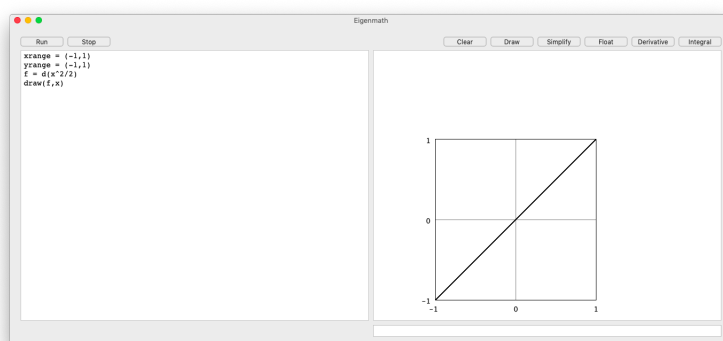 Eigenmath
Run Stop Clear Draw Simplify Float Derivative Integral
xrange = (-1,1)
yrange = (-1,1)
f = d(x^2/2)
draw(f,x)
1
0
-1
-1 0 1